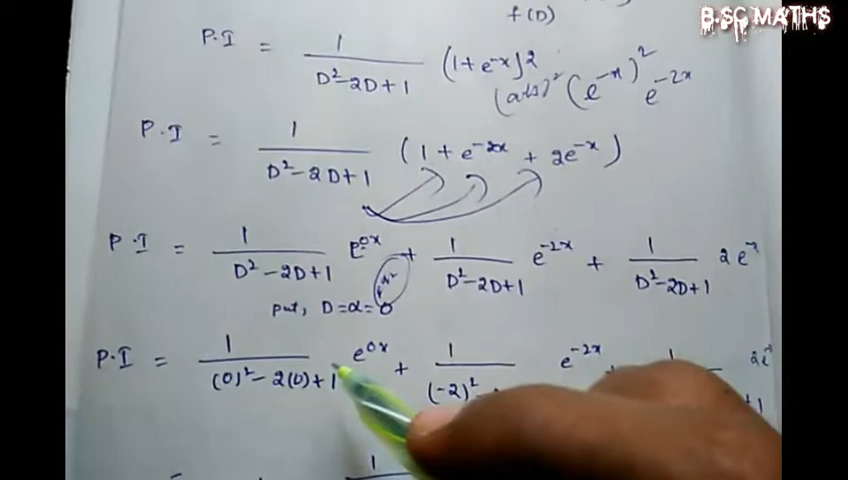 f(D)
B.SC MATHS
P.I = 1/(D²-2D+1) (1+e^-x)²
(a+b)² (e^-x)² e^-2x
P.I = 1/(D²-2D+1) (1 + e^-2x + 2e^-x)
P.I = 1/(D²-2D+1) e^0x + 1/(D²-2D+1) e^-2x + 1/(D²-2D+1) 2e^-x
put, D=α=0
P.I = 1/((0)²-2(0)+1) e^0x + 1/((-2)² e^-2x + 1 2e